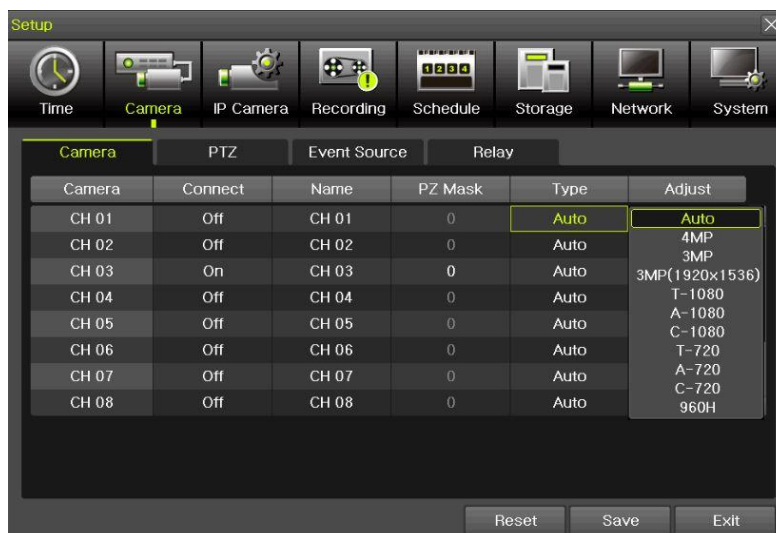 Setup
1 2 3 4
Time Camera IP Camera Recording Schedule Storage Network System
Camera PTZ Event Source Relay
Camera Connect Name PZ Mask Type Adjust
CH 01 Off CH 01 0 Auto Auto
CH 02 Off CH 02 0 Auto 4MP
3MP
CH 03 On CH 03 0 Auto 3MP(1920x1536)
CH 04 Off CH 04 0 Auto T-1080
A-1080
CH 05 Off CH 05 0 Auto C-1080
CH 06 Off CH 06 0 Auto T-720
CH 07 Off CH 07 0 Auto A-720
C-720
CH 08 Off CH 08 0 Auto 960H
Reset Save Exit